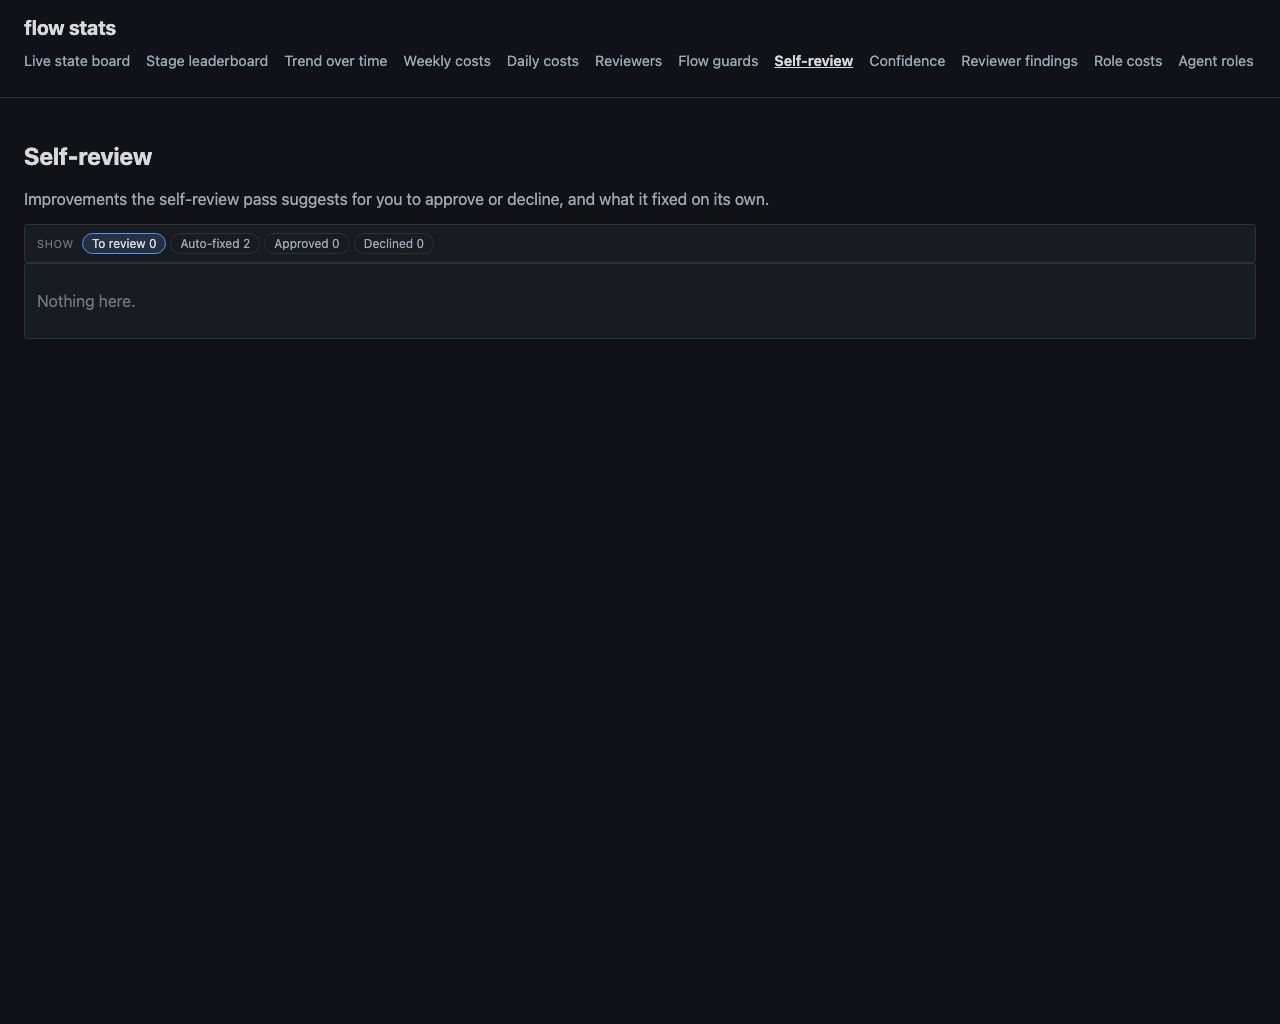 flow stats
Live state board Stage leaderboard Trend over time Weekly costs Daily costs Reviewers Flow guards Self-review Confidence Reviewer findings Role costs Agent roles
Self-review
Improvements the self-review pass suggests for you to approve or decline, and what it fixed on its own.
SHOW To review 0 Auto-fixed 2 Approved 0 Declined 0
Nothing here.